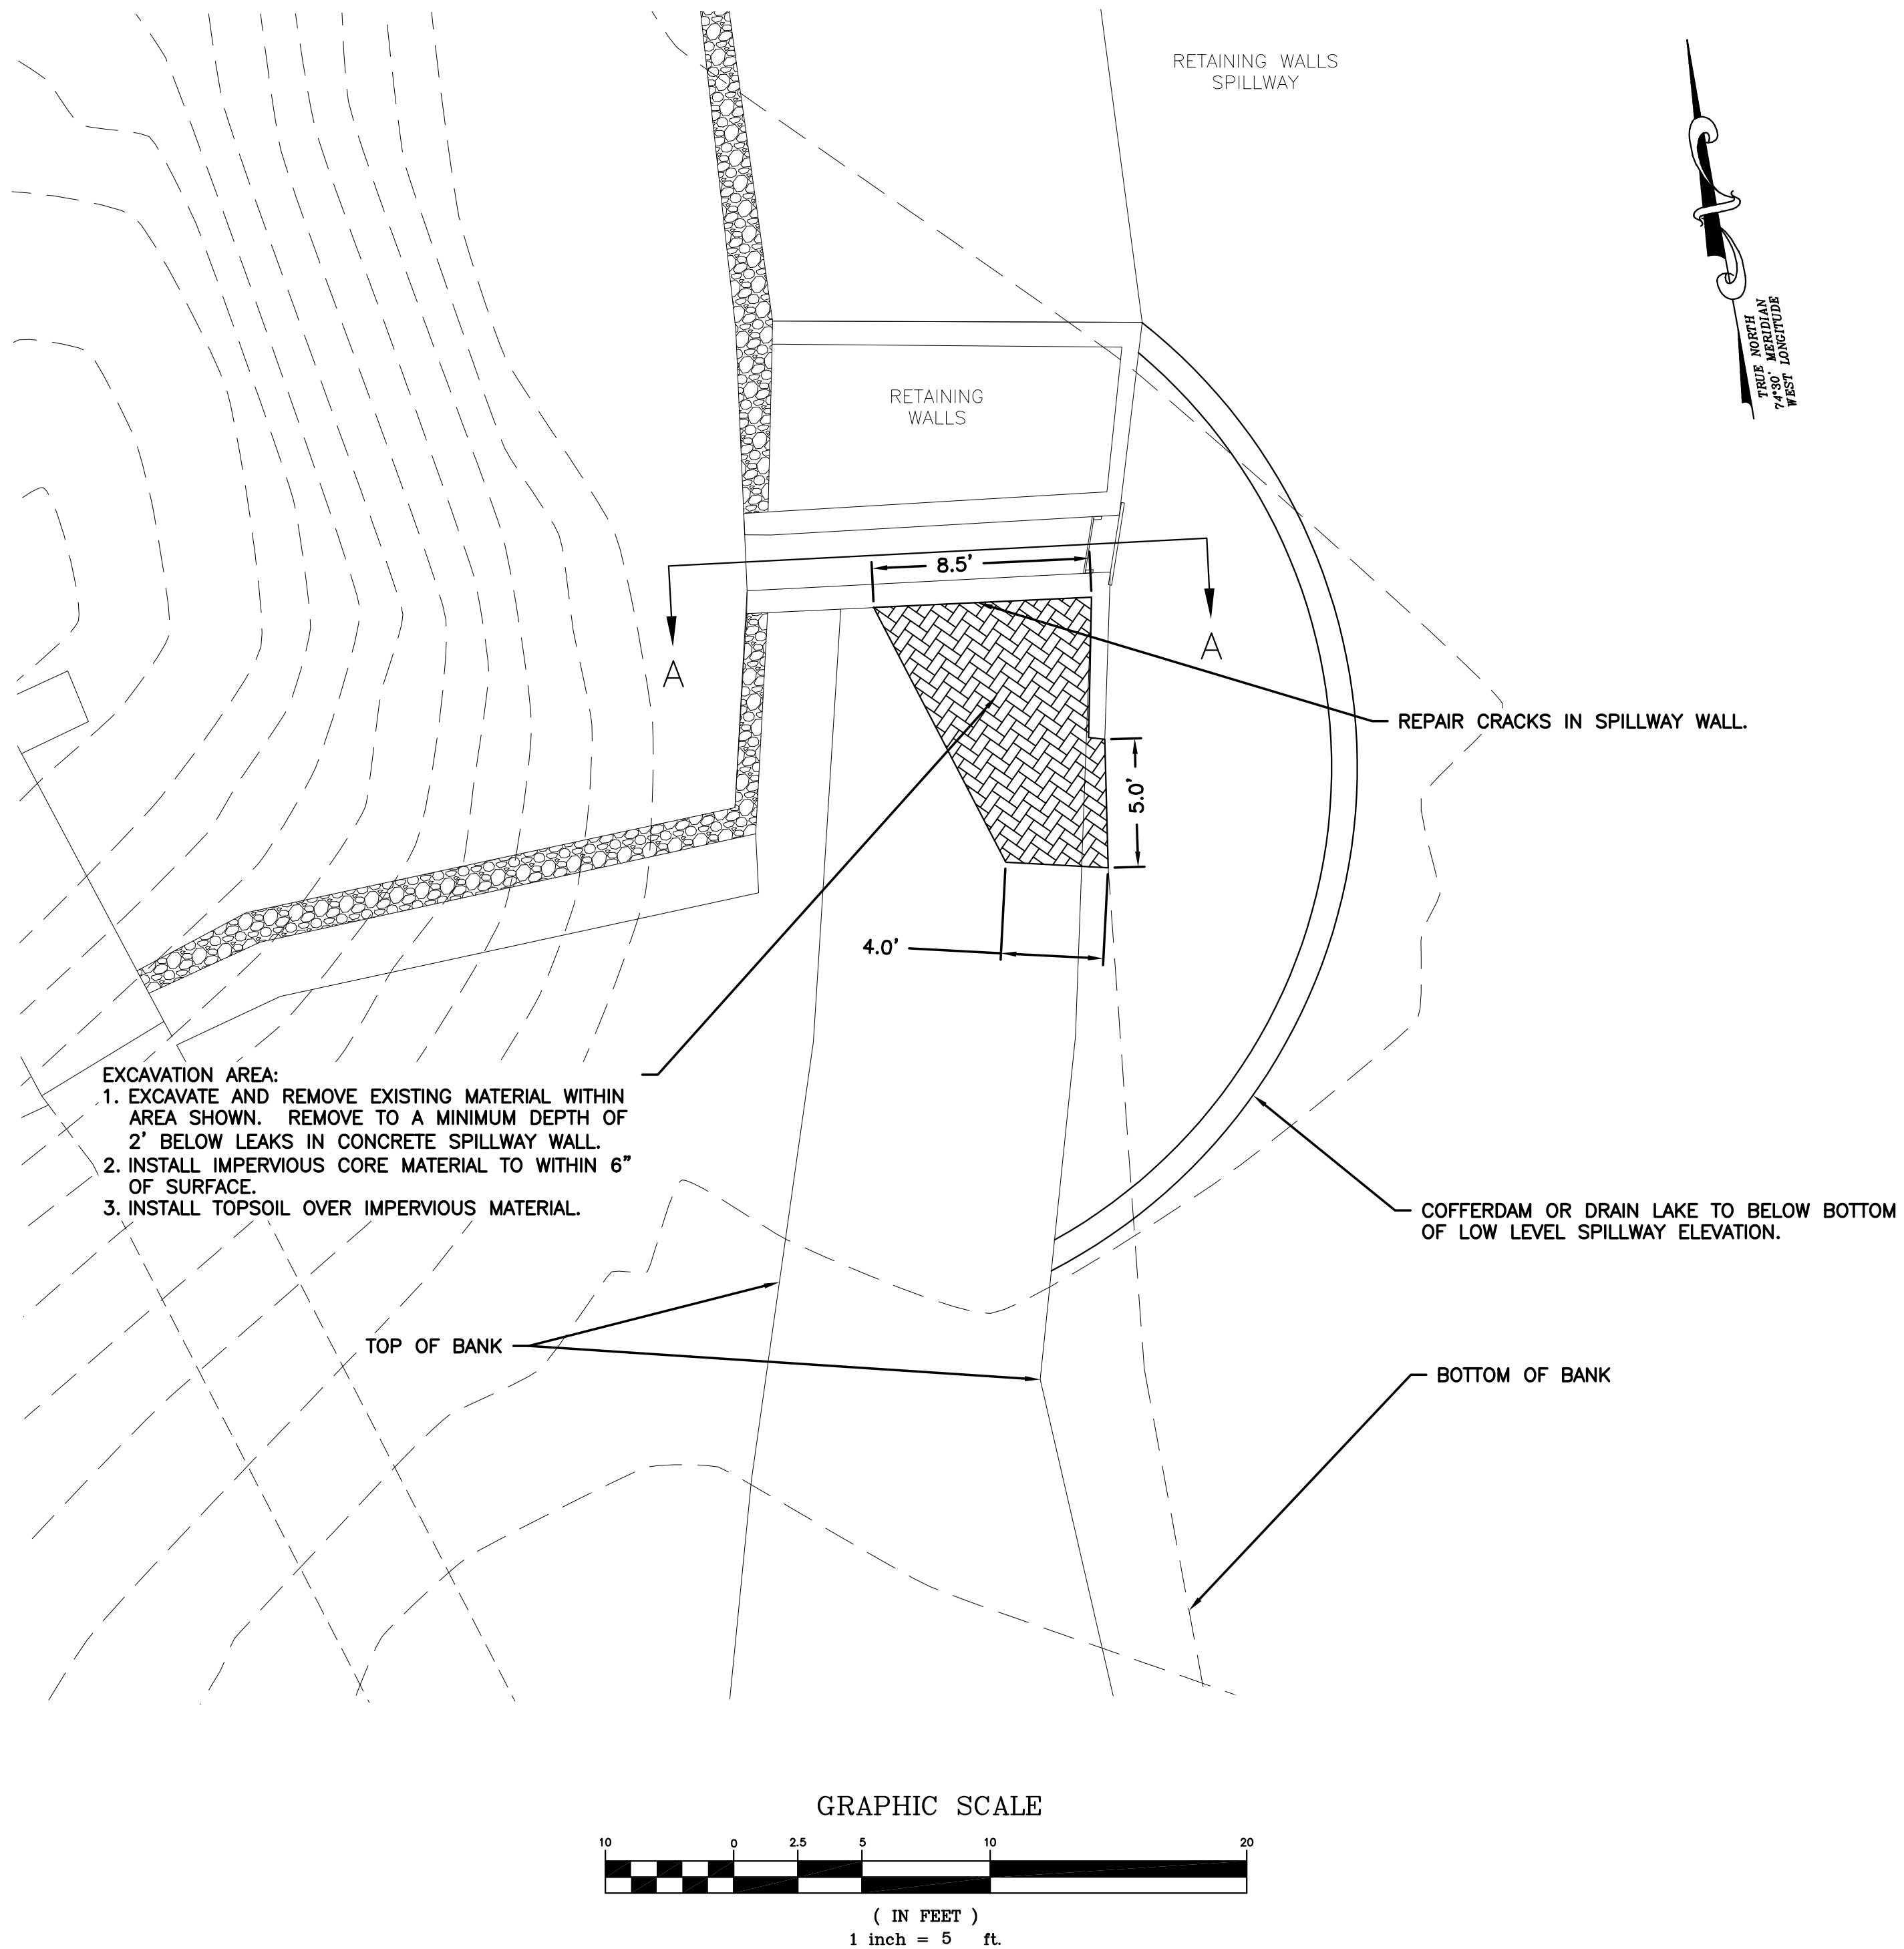 RETAINING WALLS
SPILLWAY
TRUE NORTH
74°30' MERIDIAN
WEST LONGITUDE
RETAINING
WALLS
8.5'
A
A
REPAIR CRACKS IN SPILLWAY WALL.
5.0'
4.0'
EXCAVATION AREA:
1. EXCAVATE AND REMOVE EXISTING MATERIAL WITHIN
AREA SHOWN. REMOVE TO A MINIMUM DEPTH OF
2' BELOW LEAKS IN CONCRETE SPILLWAY WALL.
2. INSTALL IMPERVIOUS CORE MATERIAL TO WITHIN 6"
OF SURFACE.
3. INSTALL TOPSOIL OVER IMPERVIOUS MATERIAL.
COFFERDAM OR DRAIN LAKE TO BELOW BOTTOM
OF LOW LEVEL SPILLWAY ELEVATION.
TOP OF BANK
BOTTOM OF BANK
GRAPHIC SCALE
10 0 2.5 5 10 20
( IN FEET )
1 inch = 5 ft.